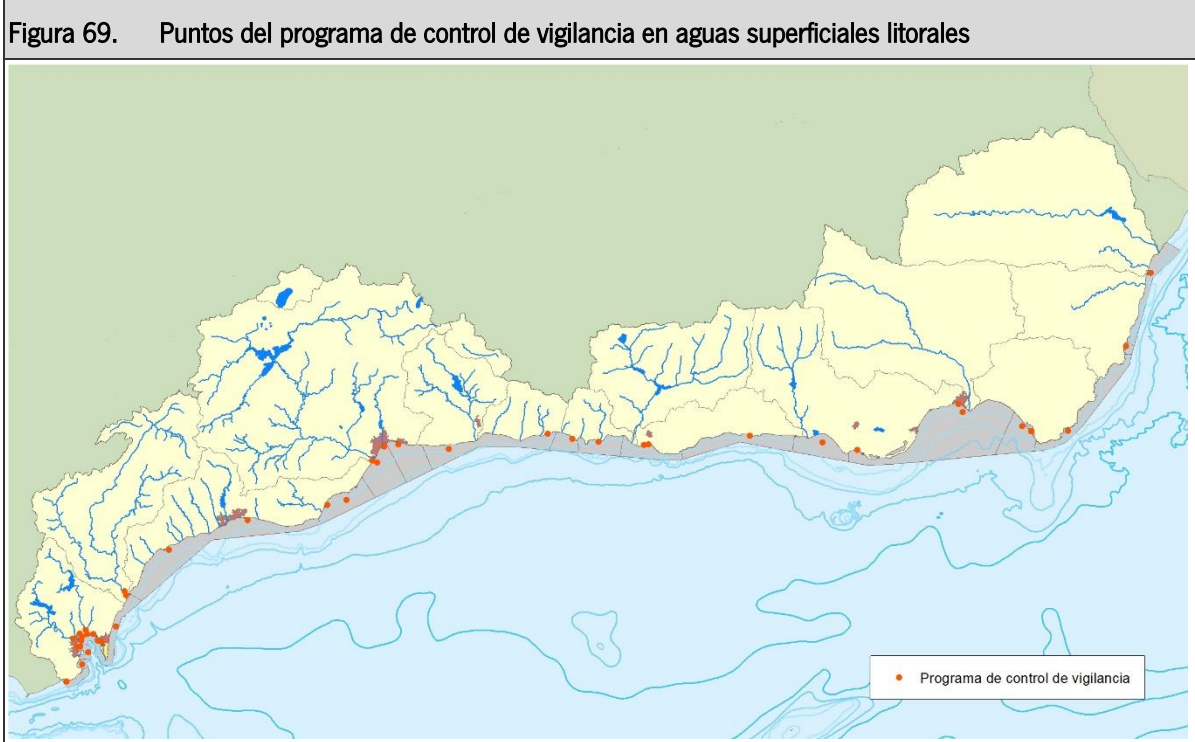 Figura 69. Puntos del programa de control de vigilancia en aguas superficiales litorales
Programa de control de vigilancia